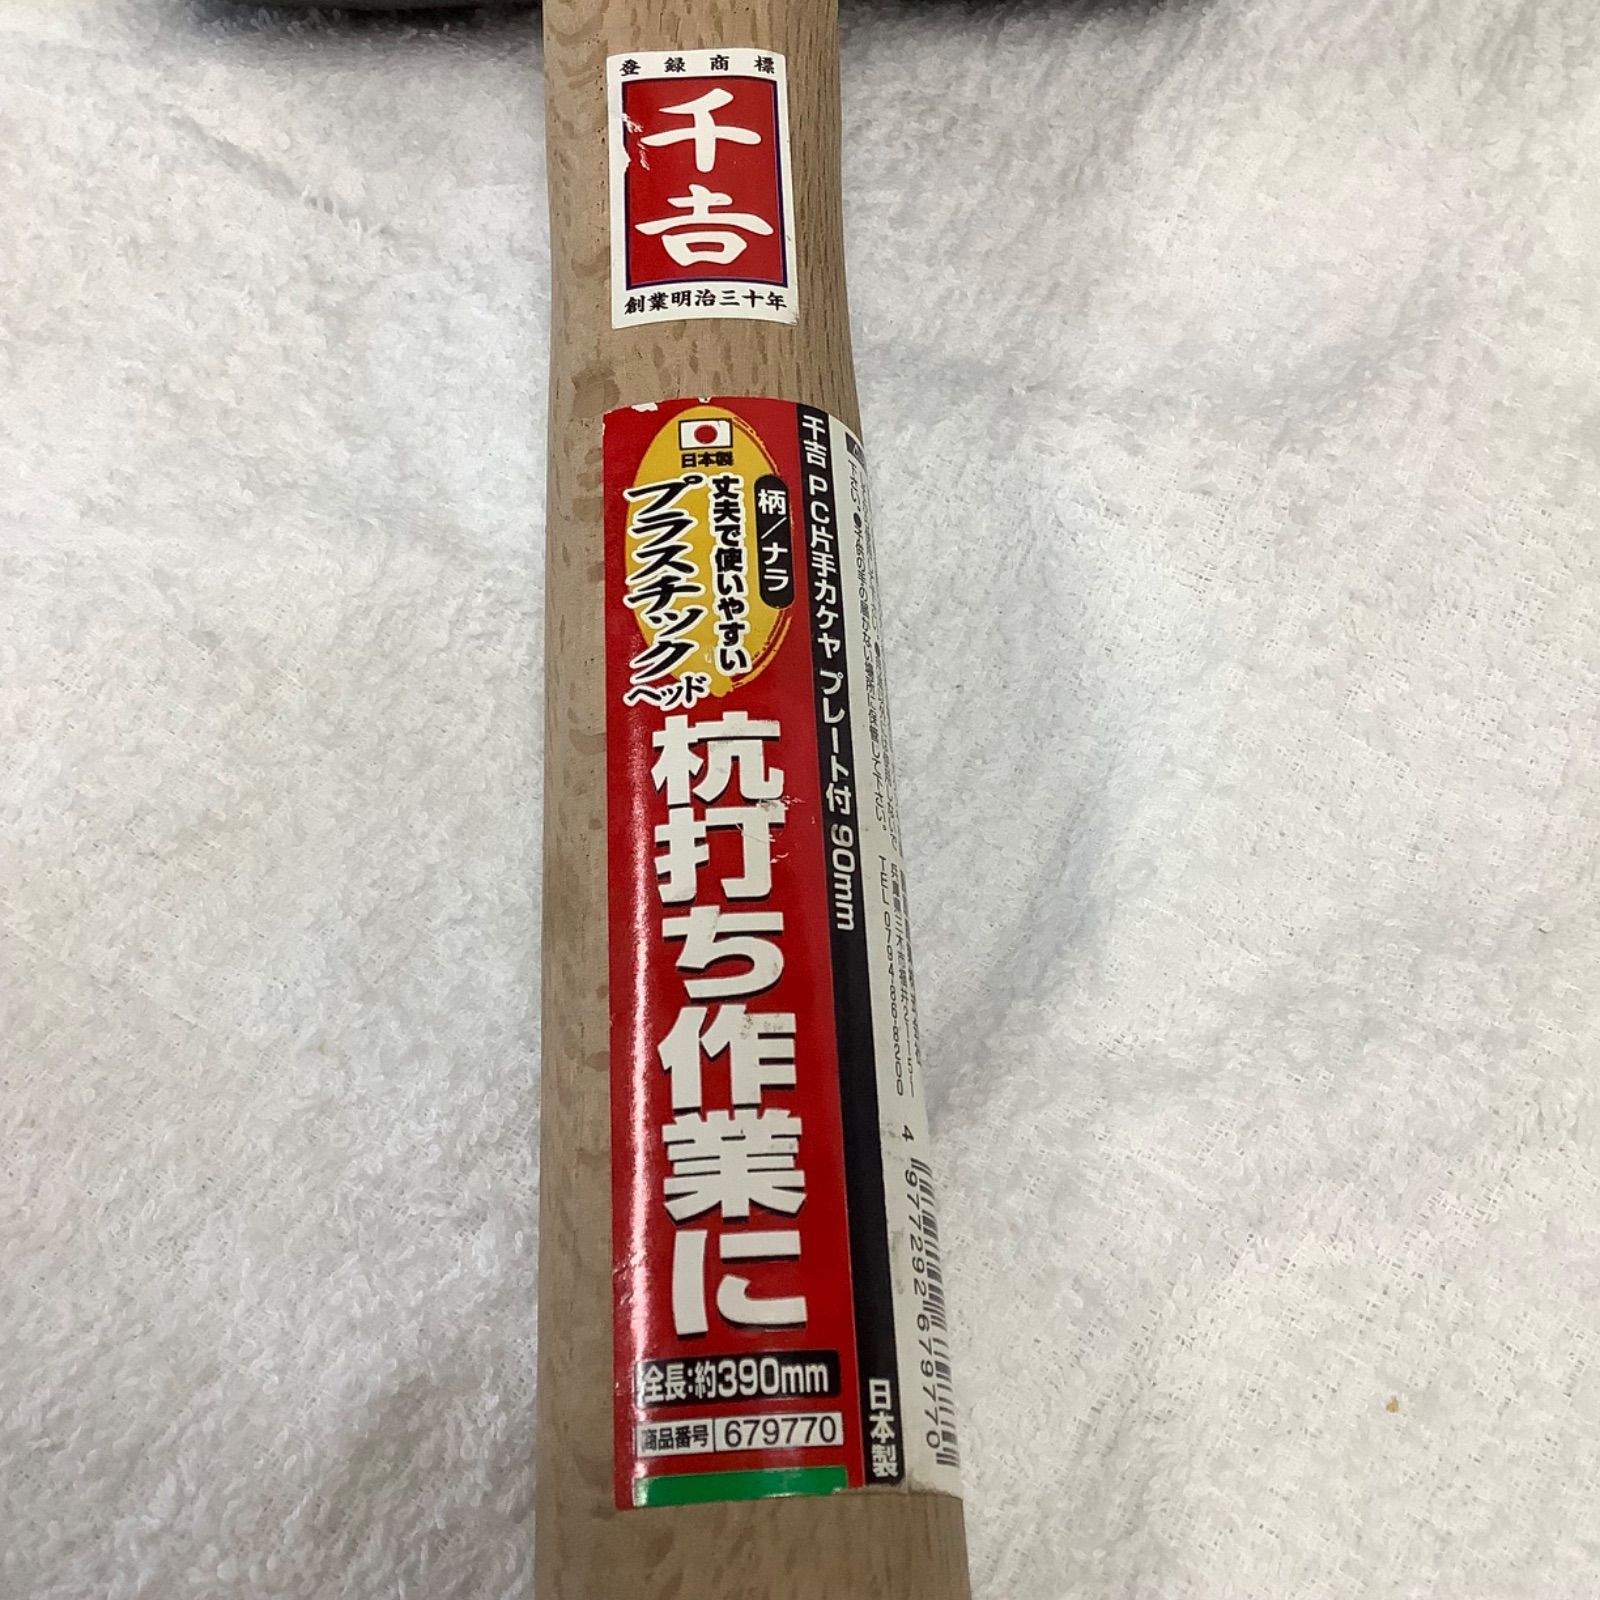 登録商標
千吉
創業明治三十年
日本製
柄/ナラ
丈夫で使いやすい
プラスチック
ヘッド
杭打ち作業に
全長:約390mm
商品番号 679770
千吉 PC片手カケヤ プレート付 90mm
日本製
TEL 0794-88-8200
4 977292 679770